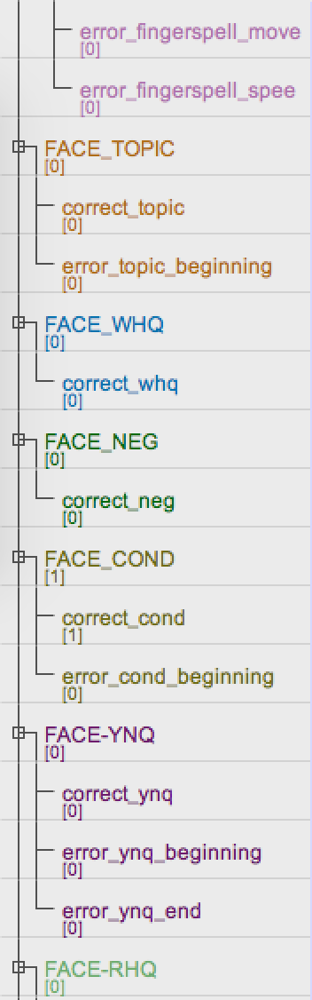 error_fingerspell_move
[0]
error_fingerspell_spee
[0]
FACE_TOPIC
[0]
correct_topic
[0]
error_topic_beginning
[0]
FACE_WHQ
[0]
correct_whq
[0]
FACE_NEG
[0]
correct_neg
[0]
FACE_COND
[1]
correct_cond
[1]
error_cond_beginning
[0]
FACE-YNQ
[0]
correct_ynq
[0]
error_ynq_beginning
[0]
error_ynq_end
[0]
FACE-RHQ
[0]